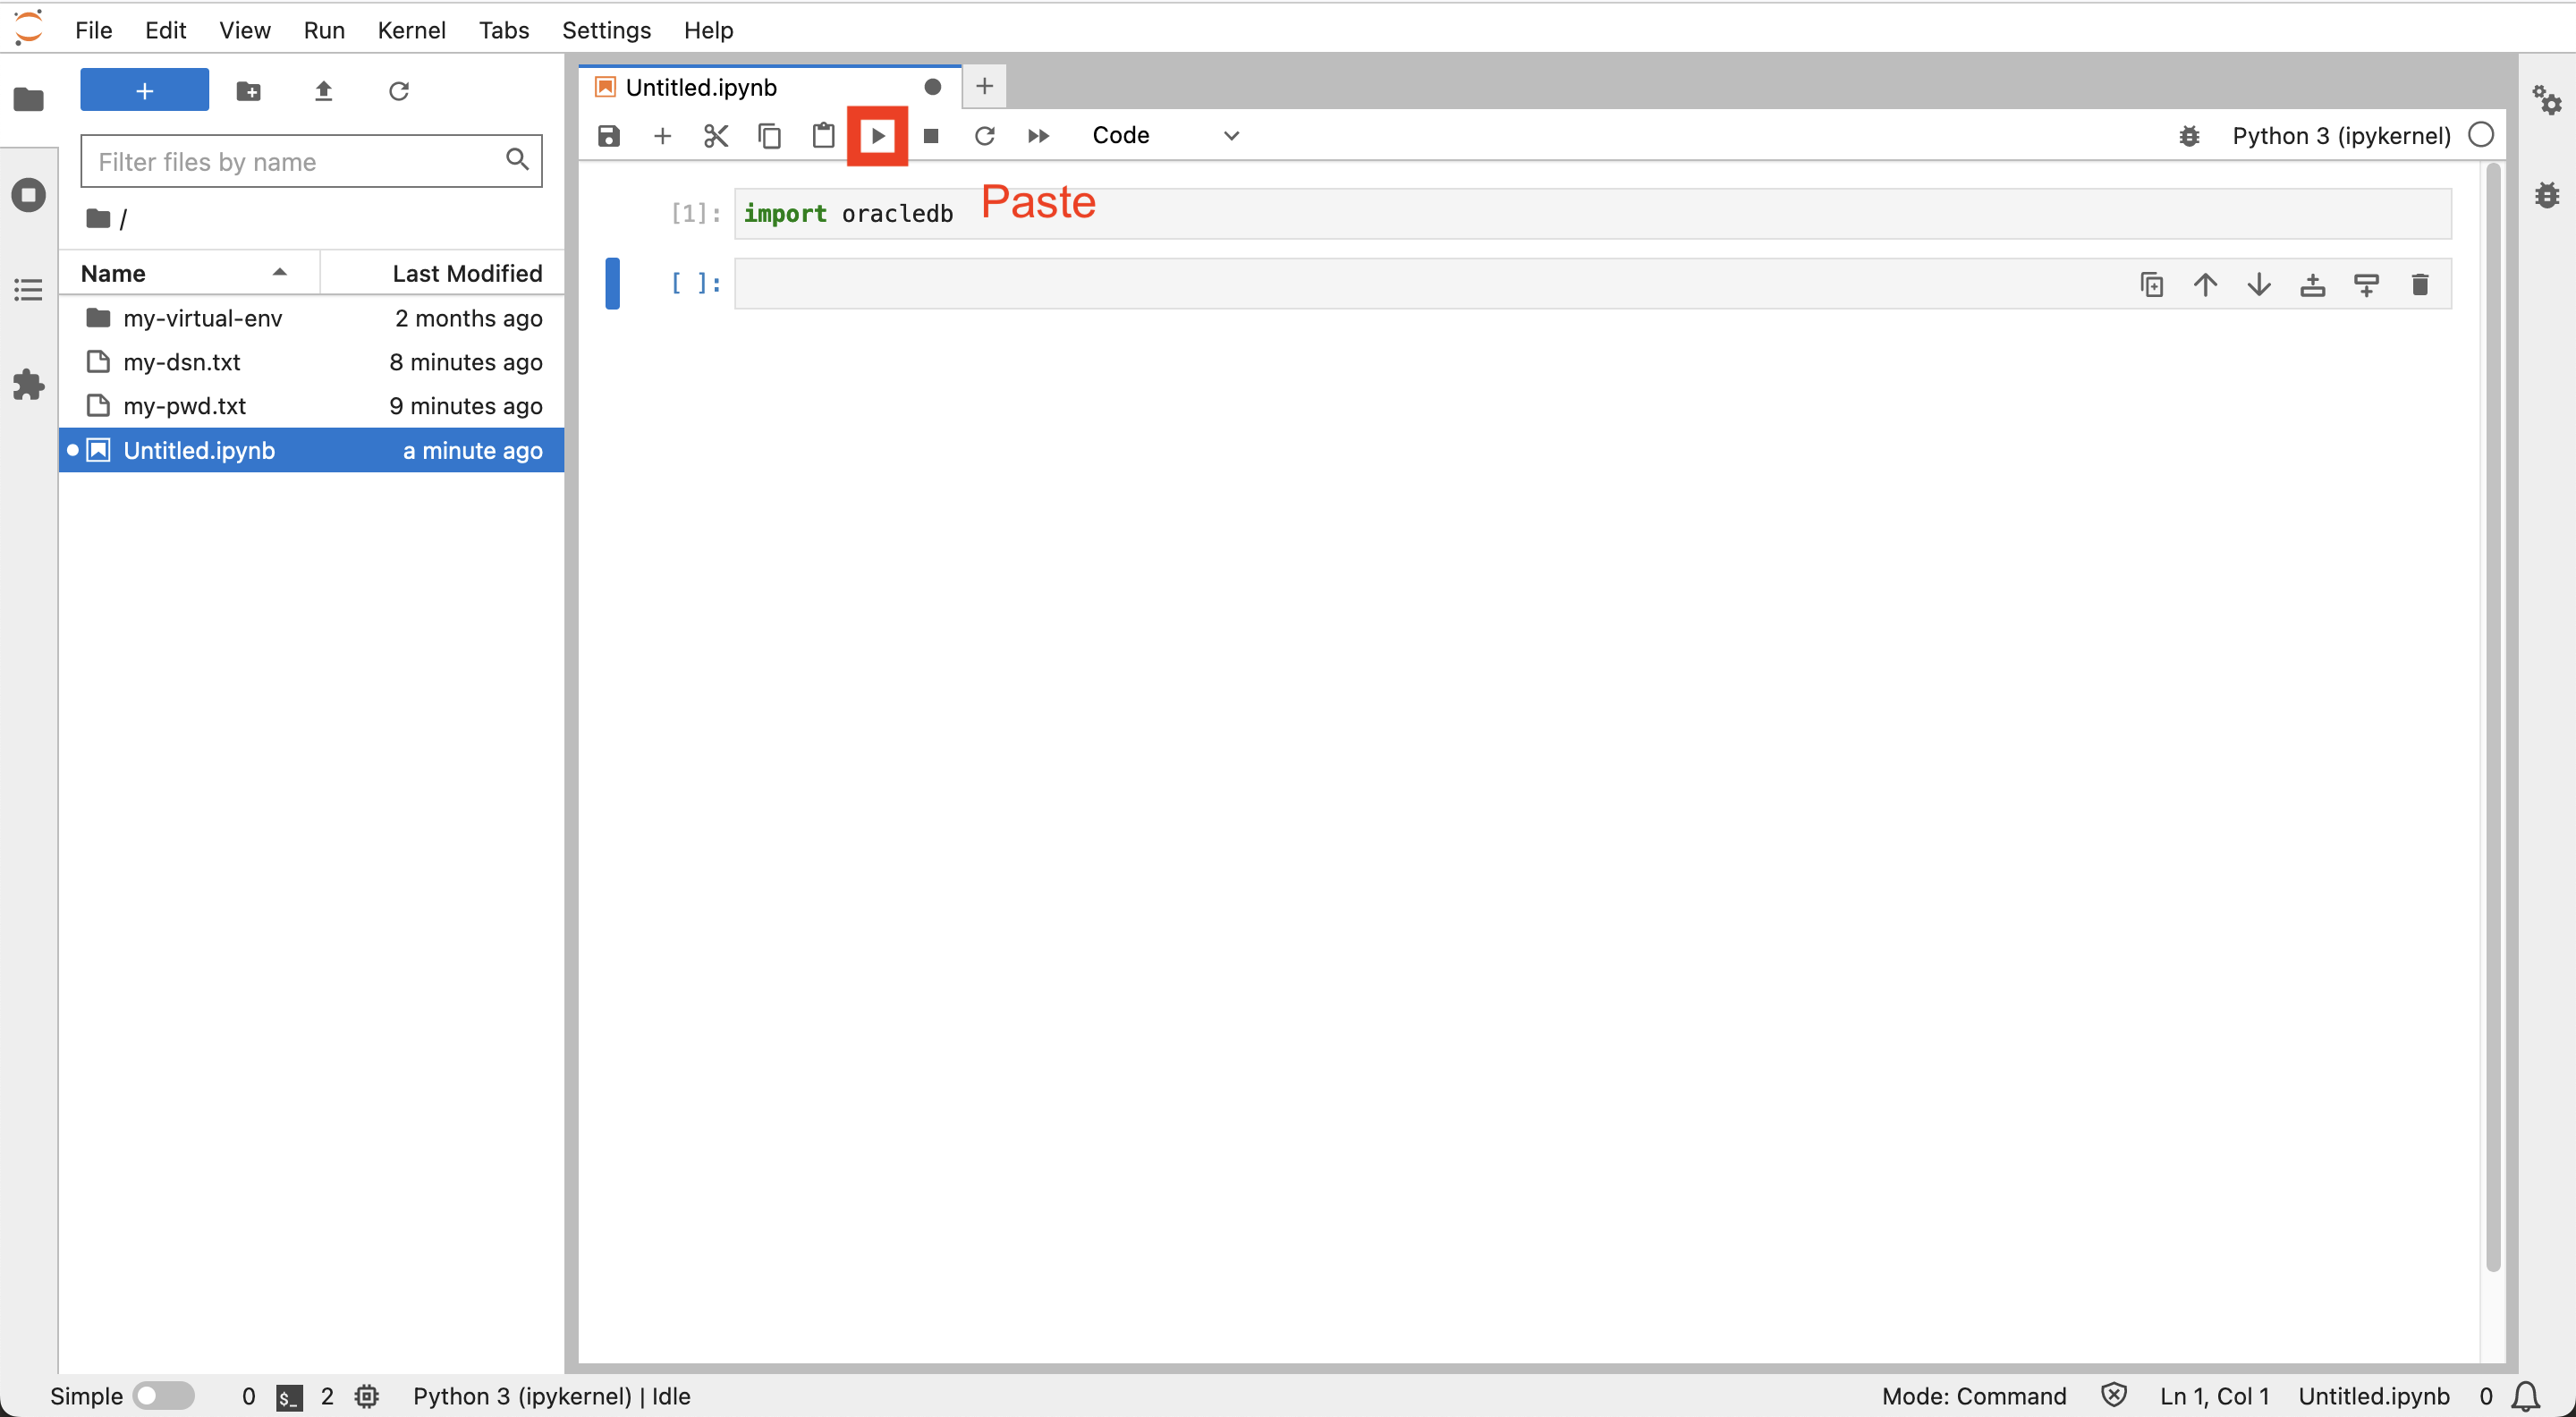 File Edit View Run Kernel Tabs Settings Help
Untitled.ipynb
Code
Python 3 (ipykernel)
Filter files by name
/
Name Last Modified
my-virtual-env 2 months ago
my-dsn.txt 8 minutes ago
my-pwd.txt 9 minutes ago
Untitled.ipynb a minute ago
[1]: import oracledb Paste
[ ]:
Simple 0 $_ 2 Python 3 (ipykernel) | Idle Mode: Command Ln 1, Col 1 Untitled.ipynb 0